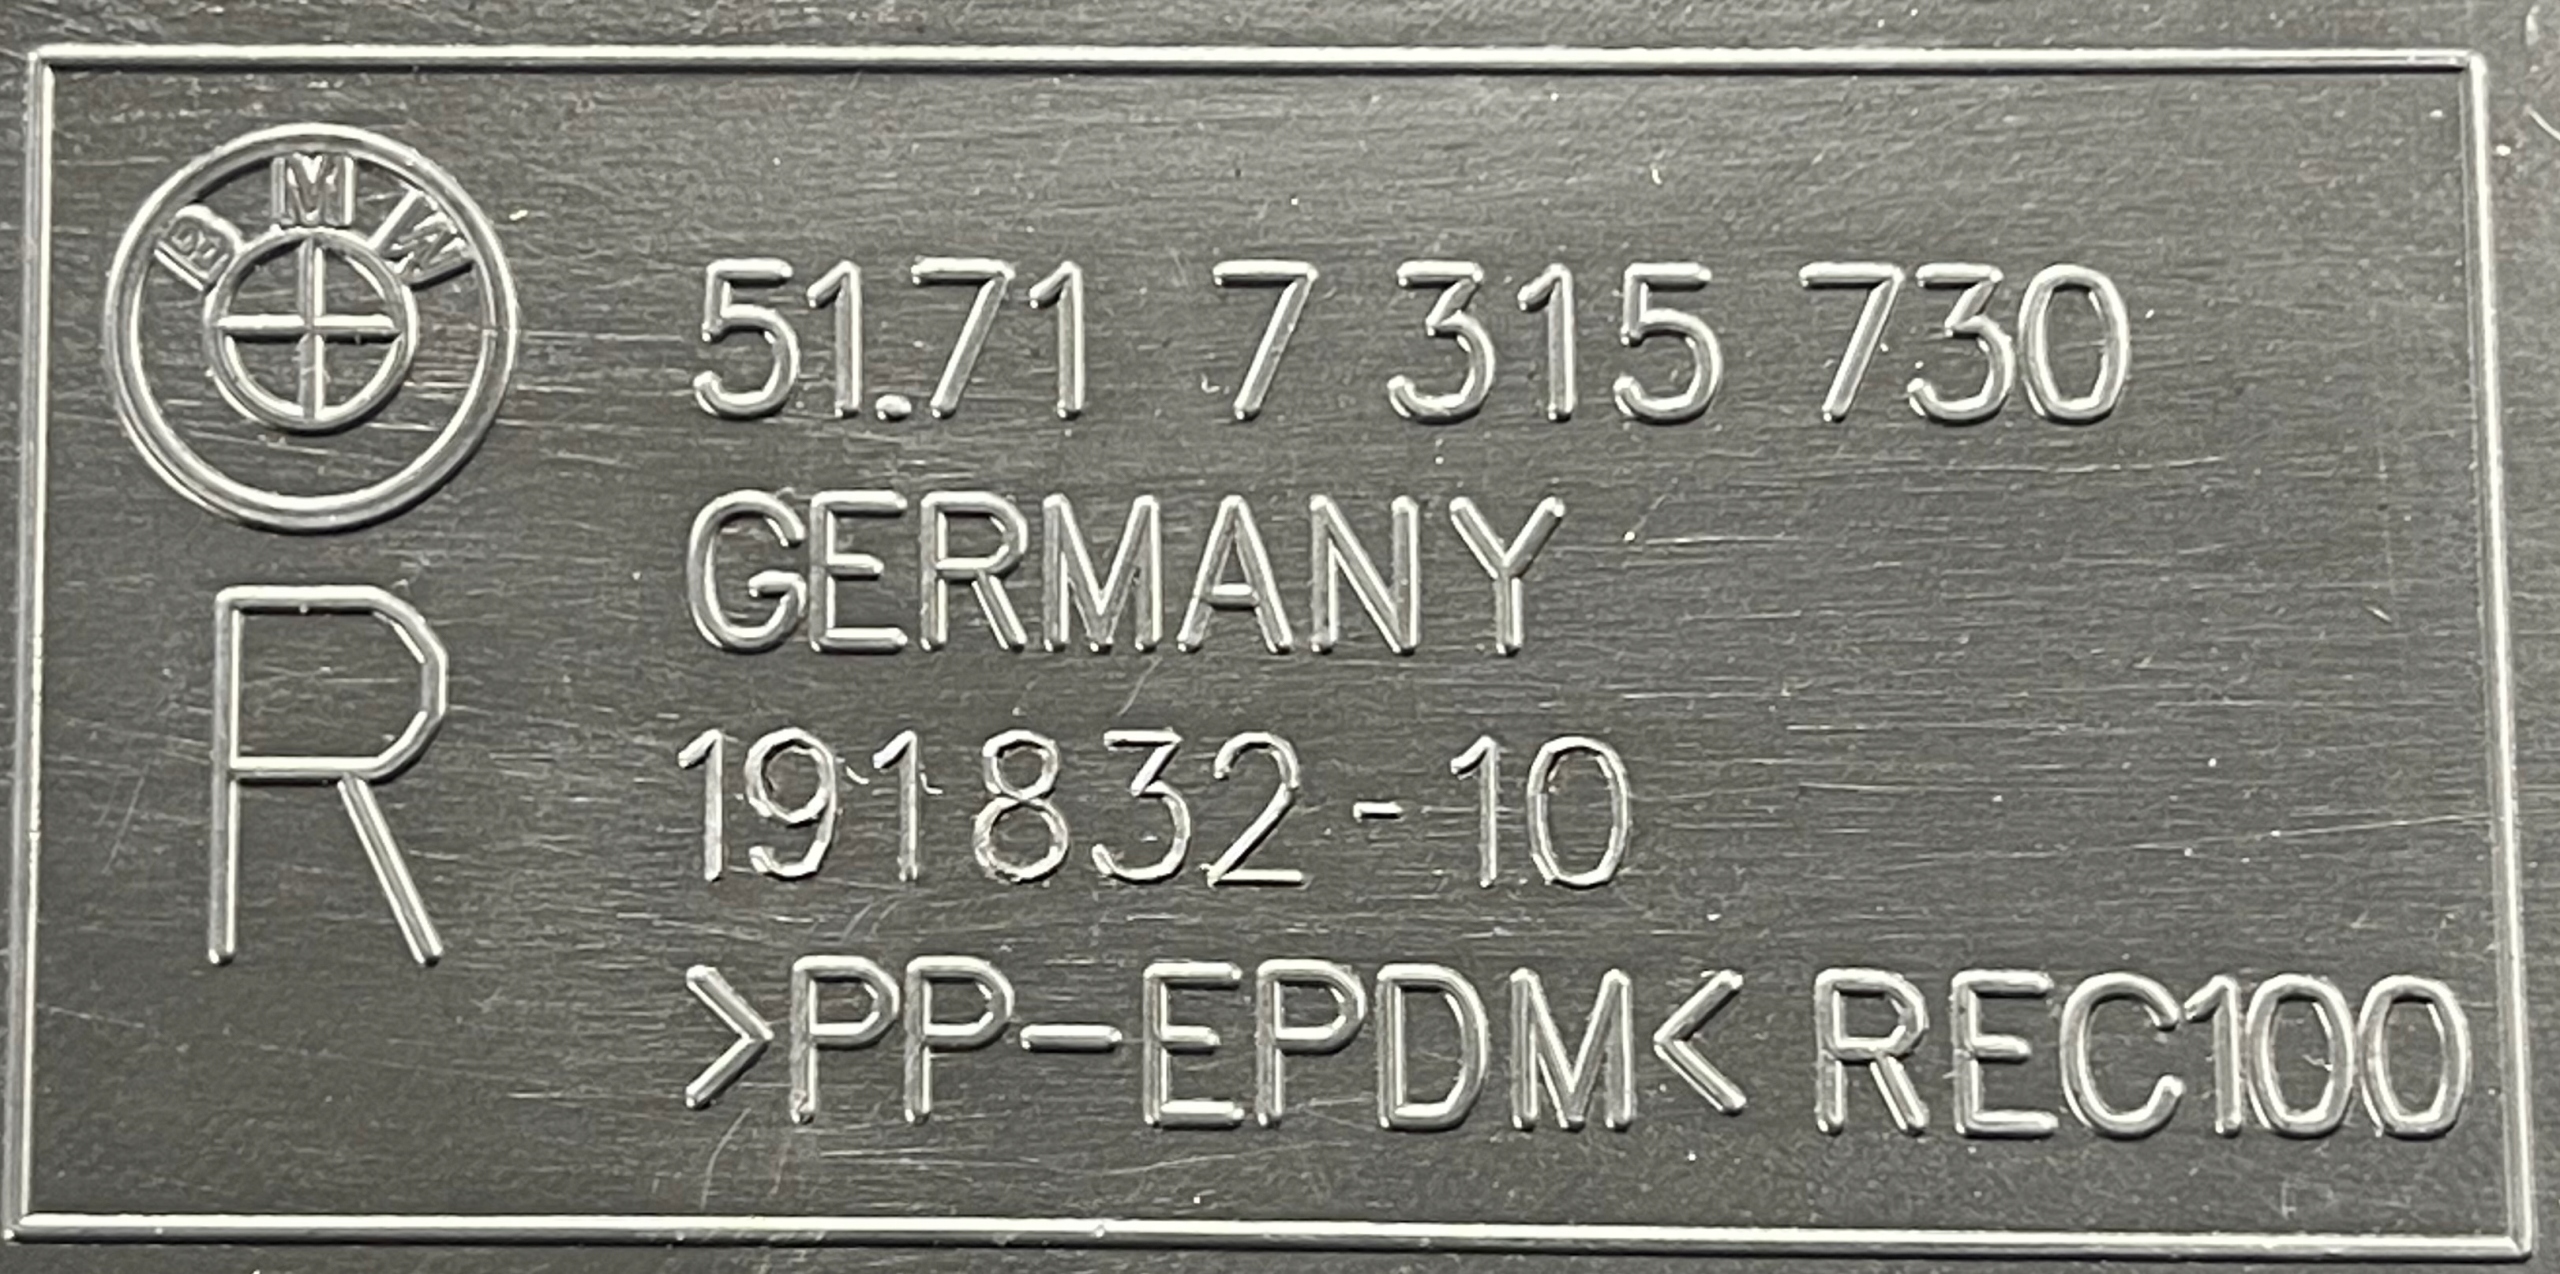 BMW
51.71 7 315 730
GERMANY
R
191832-10
>PP-EPDM< REC100